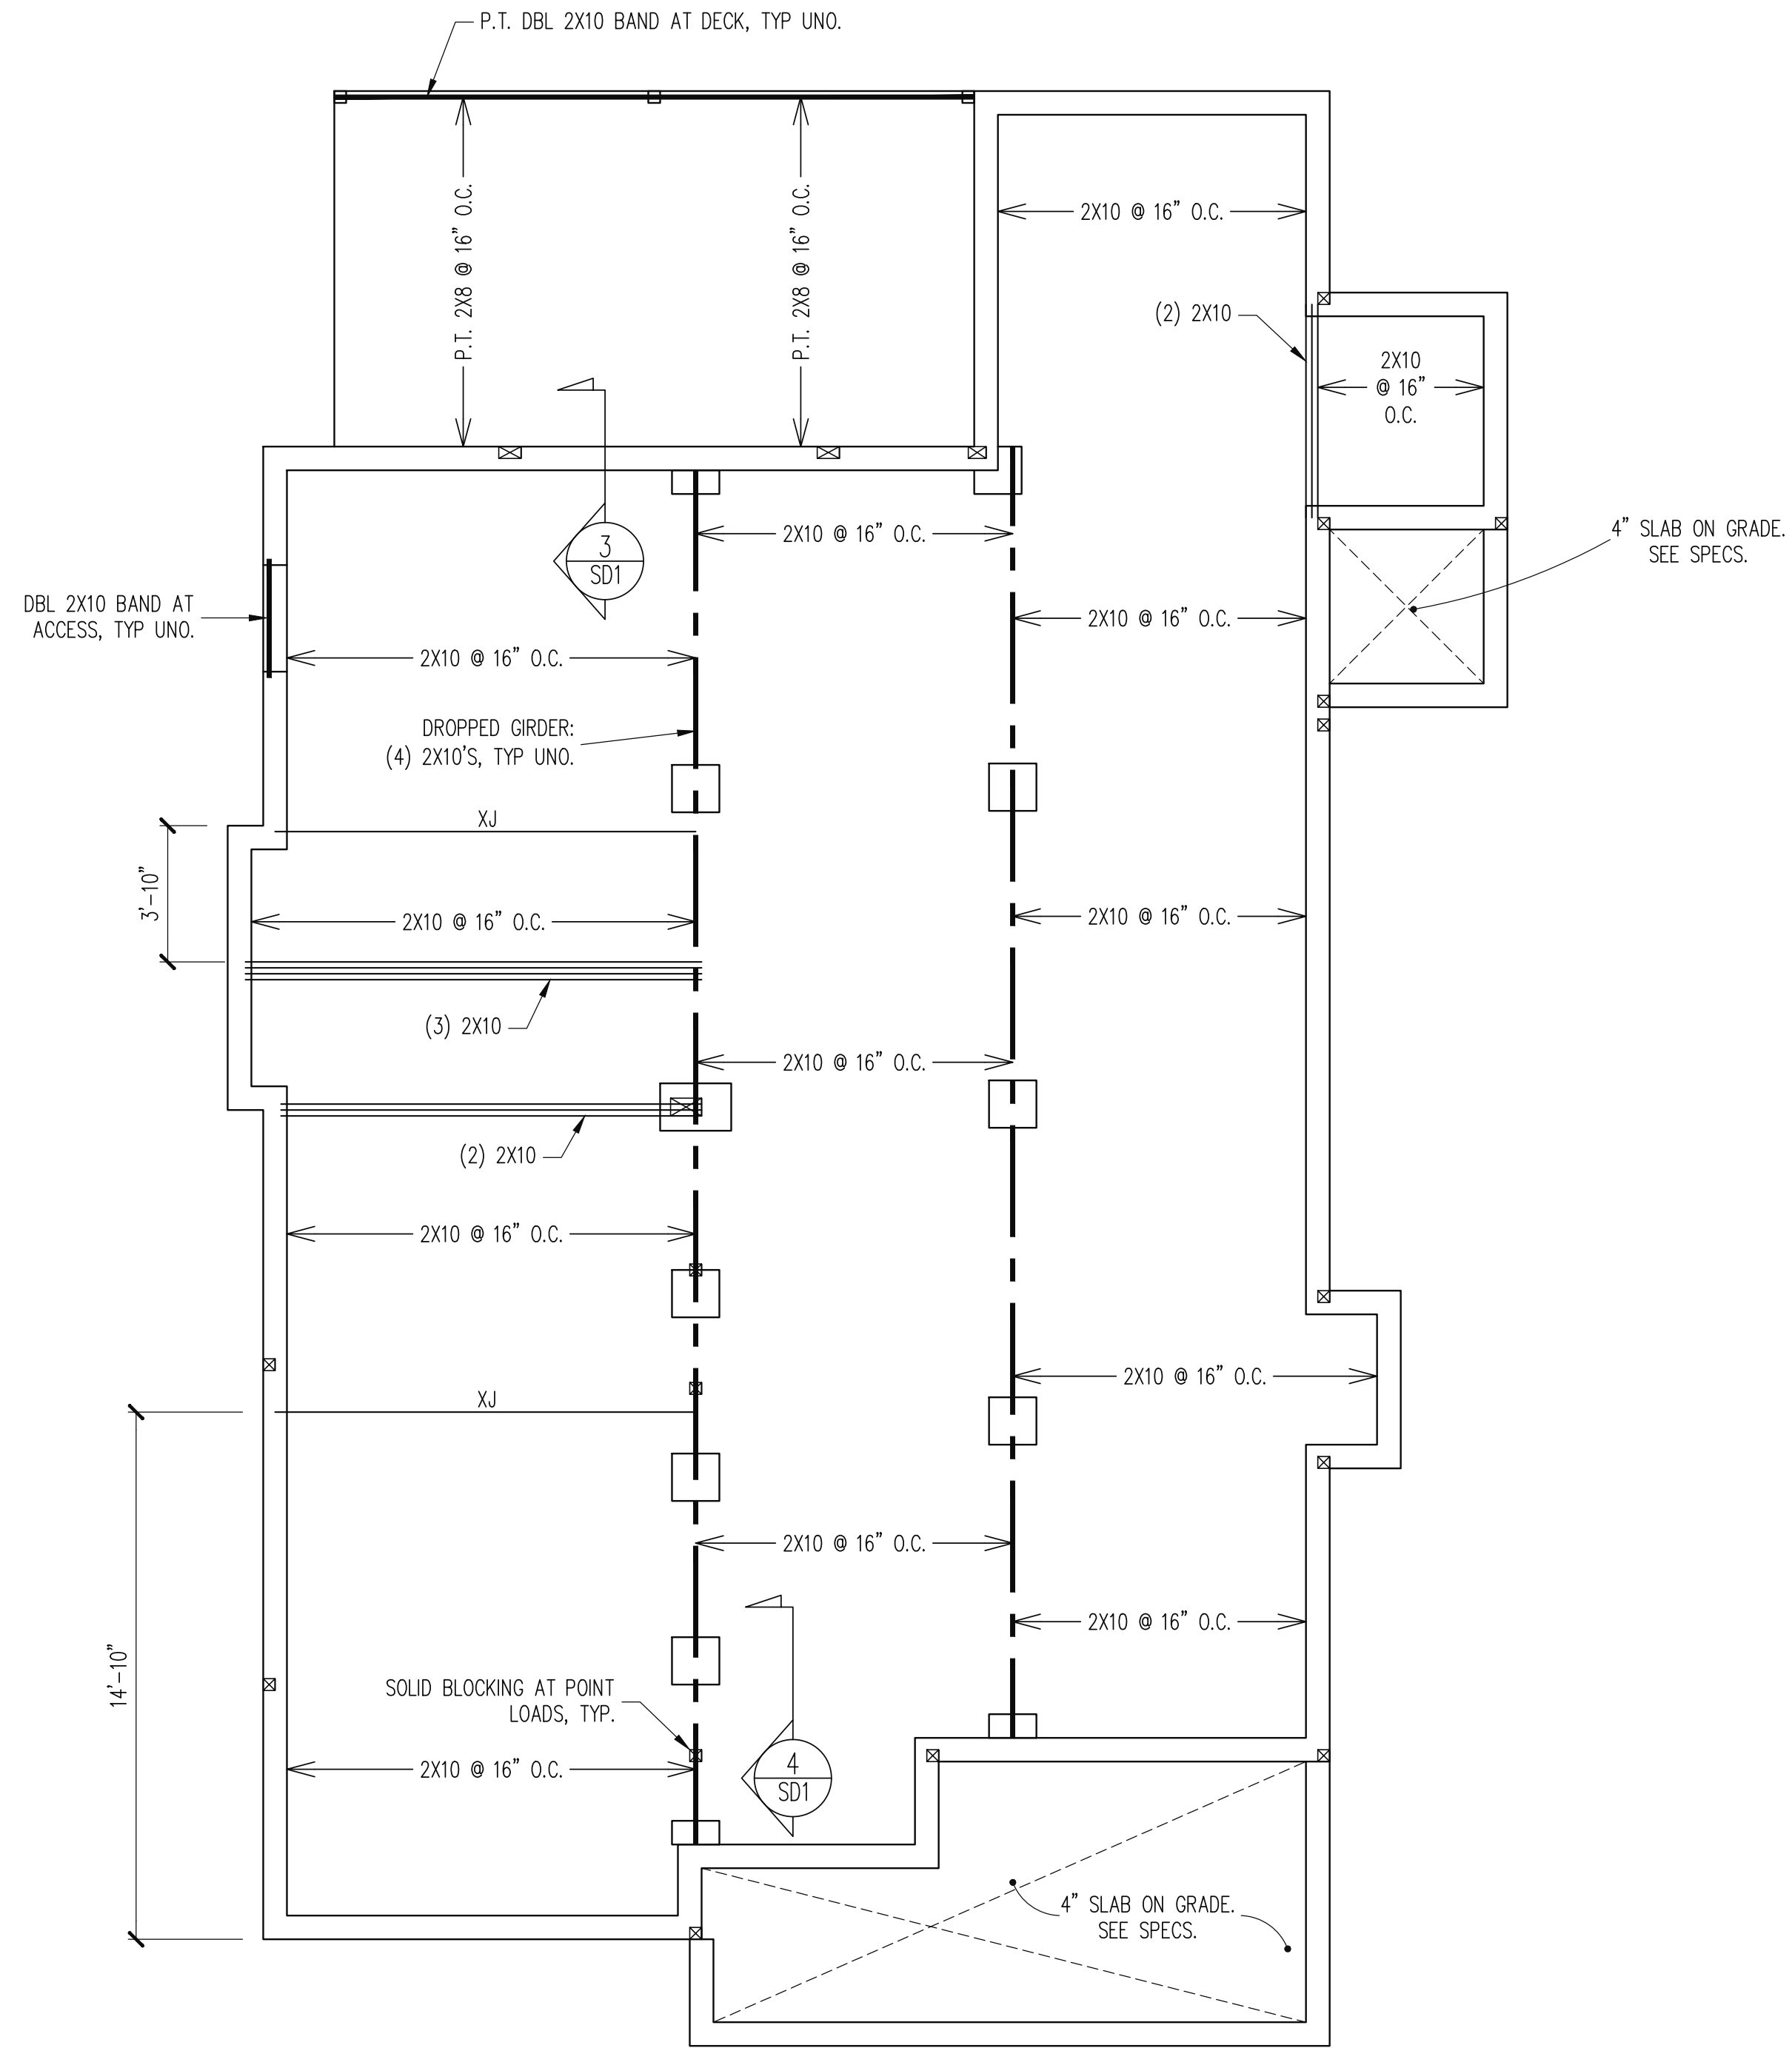 P.T. DBL 2X10 BAND AT DECK, TYP UNO.
P.T. 2X8 @ 16" O.C.
P.T. 2X8 @ 16" O.C.
2X10 @ 16" O.C.
(2) 2X10
2X10
@ 16"
O.C.
3
SD1
2X10 @ 16" O.C.
4" SLAB ON GRADE.
SEE SPECS.
DBL 2X10 BAND AT
ACCESS, TYP UNO.
2X10 @ 16" O.C.
2X10 @ 16" O.C.
DROPPED GIRDER:
(4) 2X10'S, TYP UNO.
XJ
3'-10"
2X10 @ 16" O.C.
2X10 @ 16" O.C.
(3) 2X10
2X10 @ 16" O.C.
(2) 2X10
2X10 @ 16" O.C.
2X10 @ 16" O.C.
XJ
2X10 @ 16" O.C.
2X10 @ 16" O.C.
14'-10"
SOLID BLOCKING AT POINT
LOADS, TYP.
2X10 @ 16" O.C.
4
SD1
4" SLAB ON GRADE.
SEE SPECS.